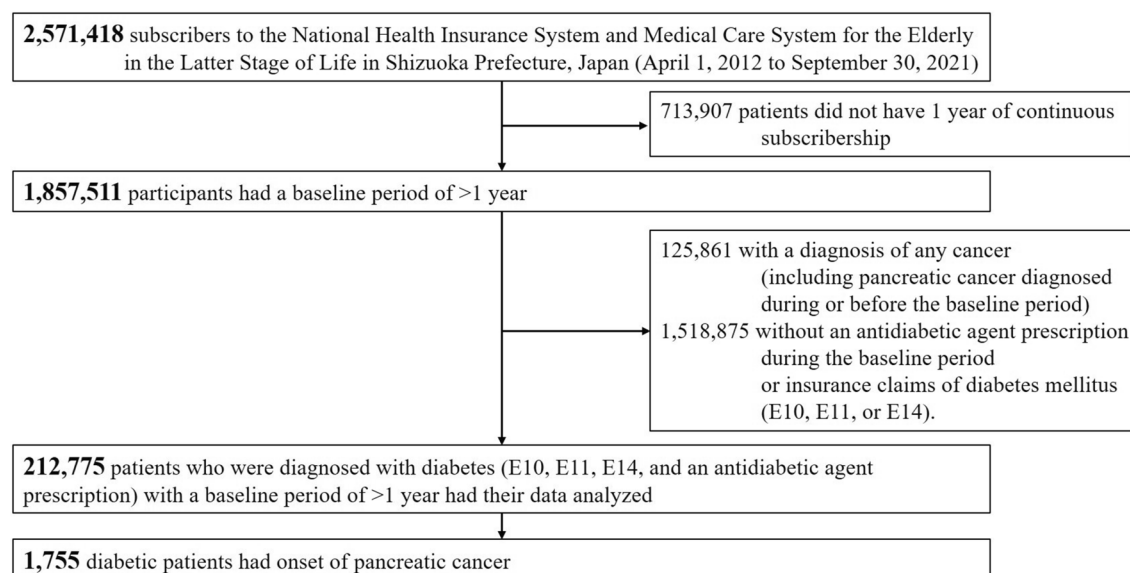 2,571,418 subscribers to the National Health Insurance System and Medical Care System for the Elderly
in the Latter Stage of Life in Shizuoka Prefecture, Japan (April 1, 2012 to September 30, 2021)
713,907 patients did not have 1 year of continuous
subscribership
1,857,511 participants had a baseline period of >1 year
125,861 with a diagnosis of any cancer
(including pancreatic cancer diagnosed
during or before the baseline period)
1,518,875 without an antidiabetic agent prescription
during the baseline period
or insurance claims of diabetes mellitus
(E10, E11, or E14).
212,775 patients who were diagnosed with diabetes (E10, E11, E14, and an antidiabetic agent
prescription) with a baseline period of >1 year had their data analyzed
1,755 diabetic patients had onset of pancreatic cancer